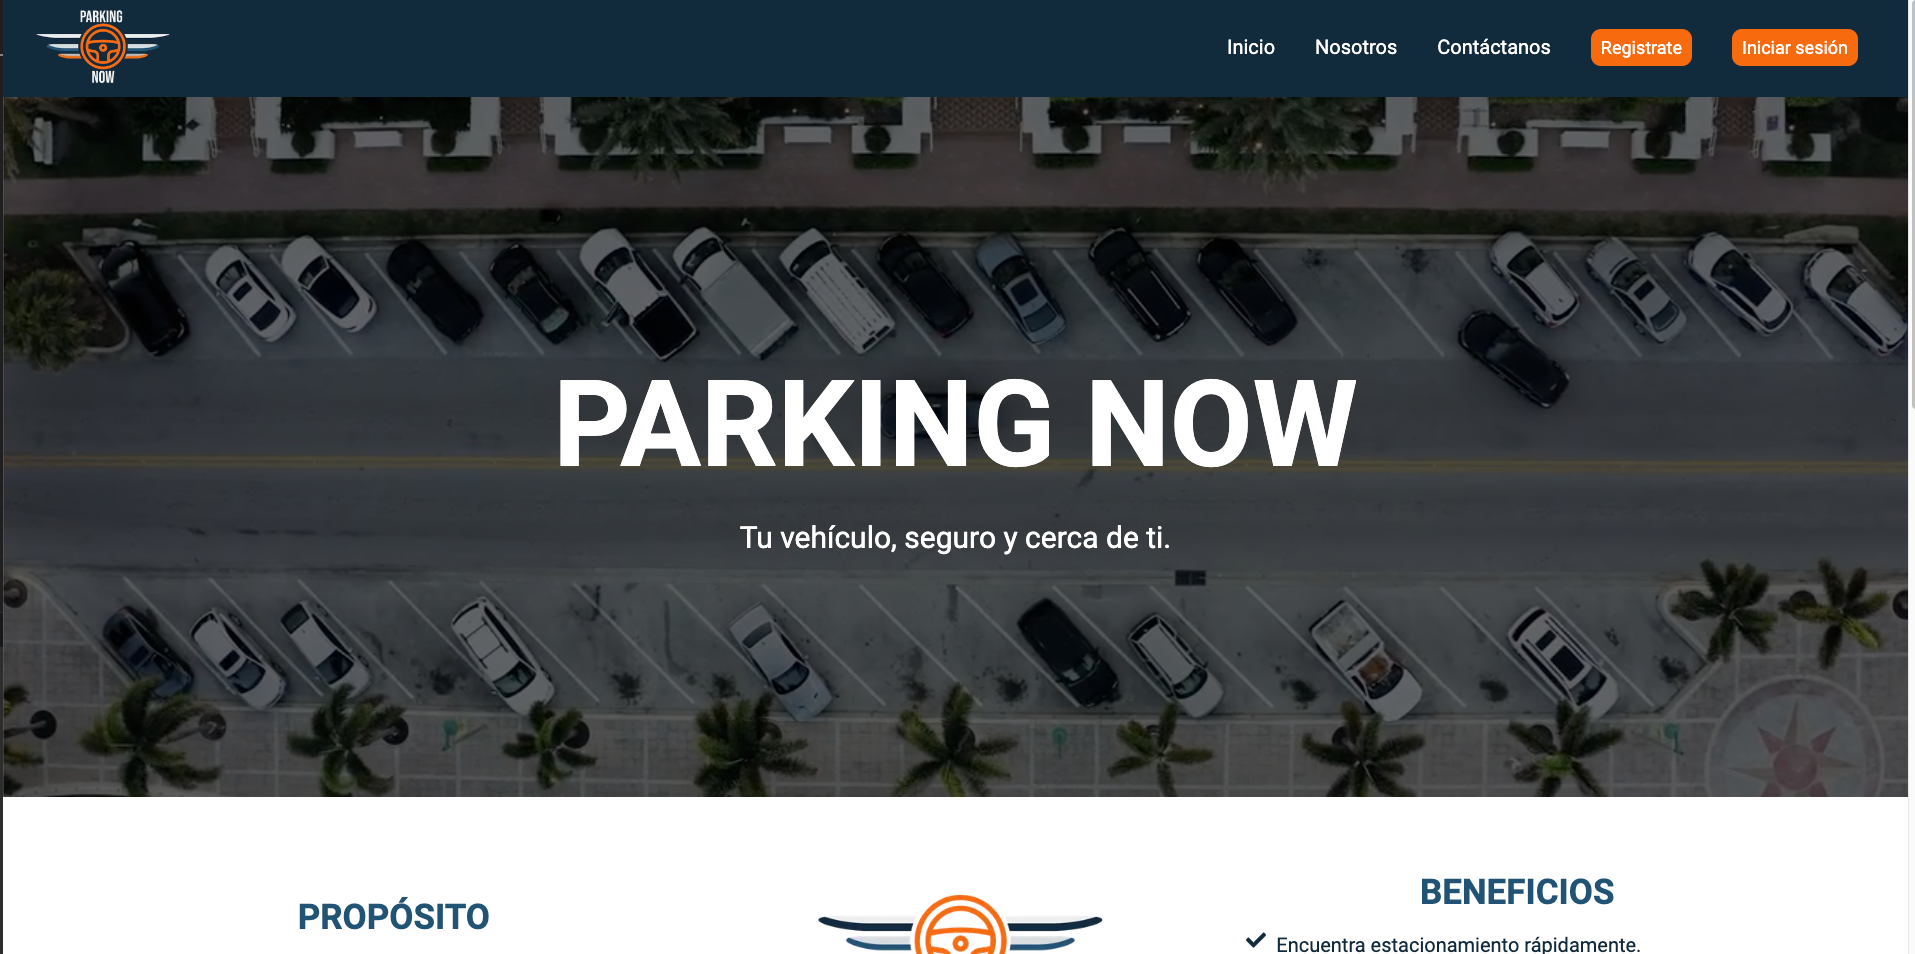 PARKING
NOW
Inicio
Nosotros
Contáctanos
Registrate
Iniciar sesión
PARKING NOW
Tu vehículo, seguro y cerca de ti.
PROPÓSITO
BENEFICIOS
Encuentra estacionamiento rápidamente.